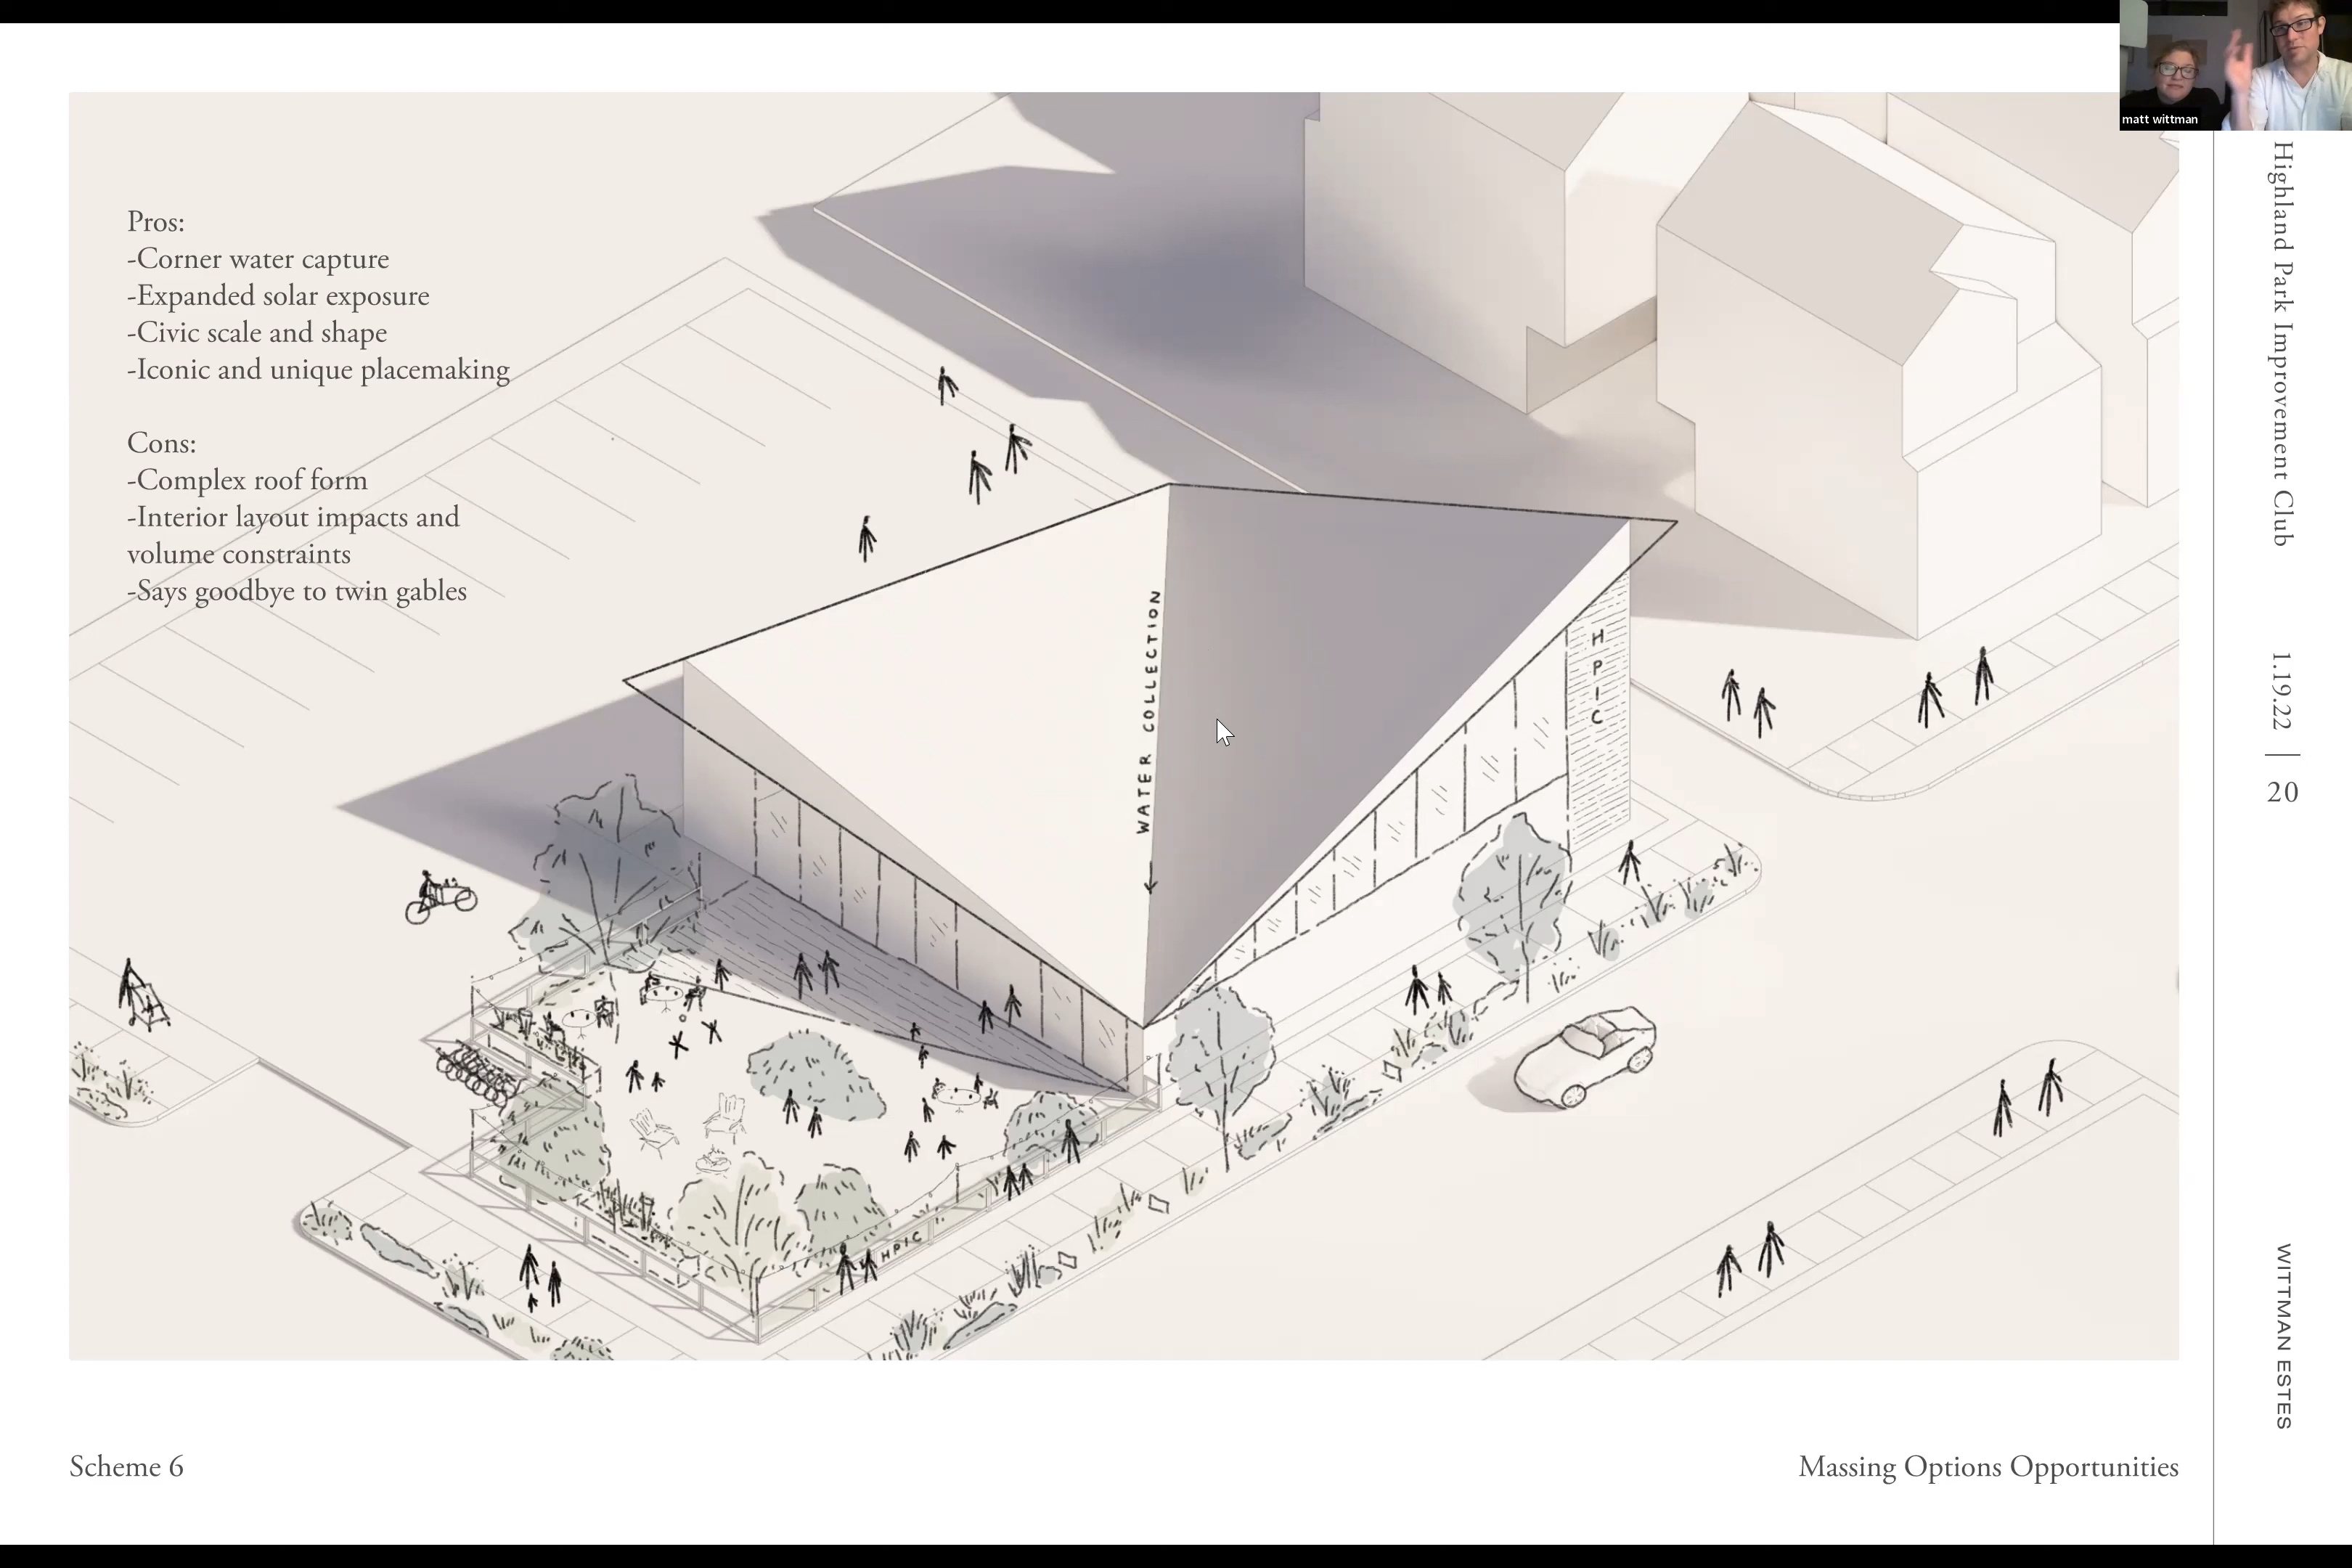 matt wittman
Pros:
-Corner water capture
-Expanded solar exposure
-Civic scale and shape
-Iconic and unique placemaking
Cons:
-Complex roof form
-Interior layout impacts and
volume constraints
-Says goodbye to twin gables
WATER COLLECTION
HPIC
HPIC
Scheme 6
Massing Options Opportunities
Highland Park Improvement Club
1.19.22
20
WITTMAN ESTES